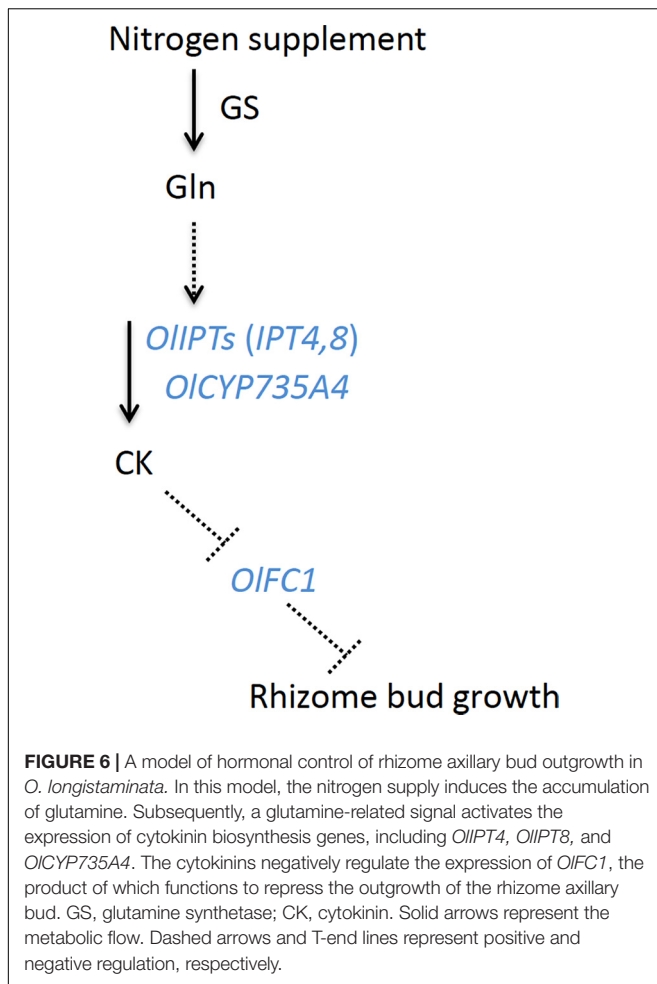 Nitrogen supplement
GS
Gln
OlIPTs (IPT4,8)
OlCYP735A4
CK
OlFC1
Rhizome bud growth
FIGURE 6 | A model of hormonal control of rhizome axillary bud outgrowth in
O. longistaminata. In this model, the nitrogen supply induces the accumulation
of glutamine. Subsequently, a glutamine-related signal activates the
expression of cytokinin biosynthesis genes, including OlIPT4, OlIPT8, and
OlCYP735A4. The cytokinins negatively regulate the expression of OlFC1, the
product of which functions to repress the outgrowth of the rhizome axillary
bud. GS, glutamine synthetase; CK, cytokinin. Solid arrows represent the
metabolic flow. Dashed arrows and T-end lines represent positive and
negative regulation, respectively.